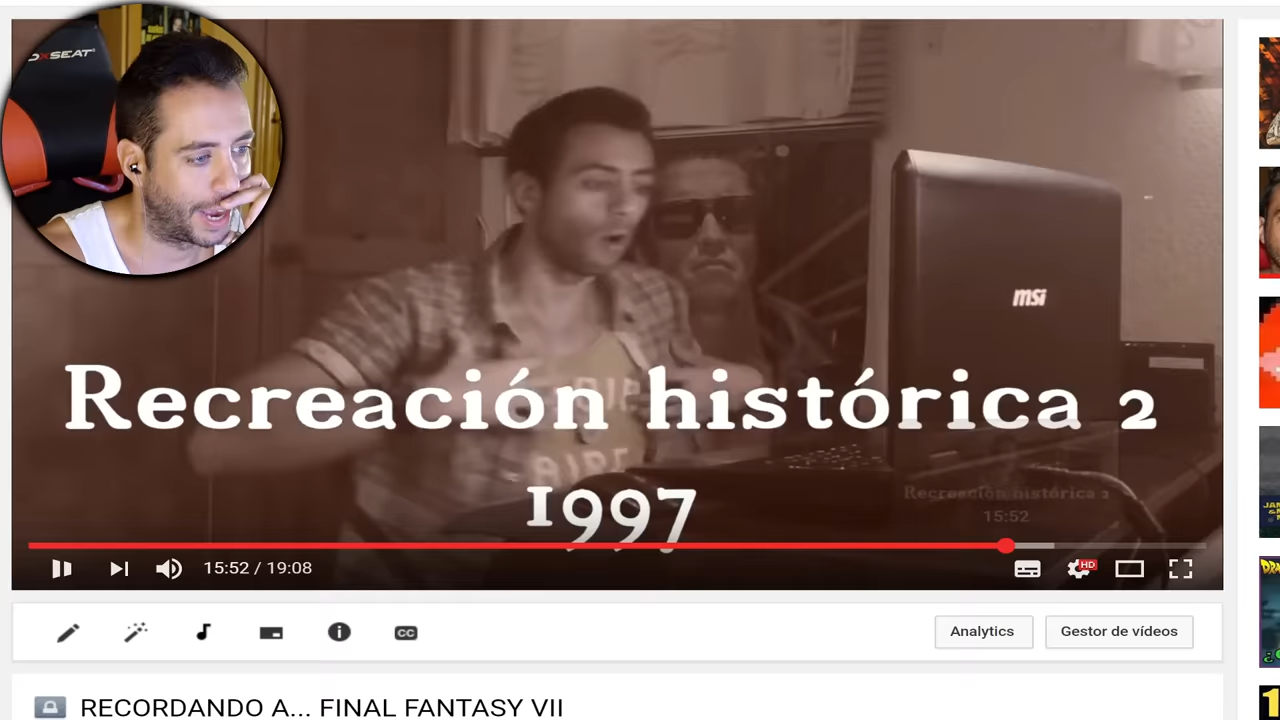 msi
Recreación histórica 2
1997
Recreación histórica 2
15:52
15:52 / 19:08
HD
CC
Analytics
Gestor de vídeos
RECORDANDO A... FINAL FANTASY VII